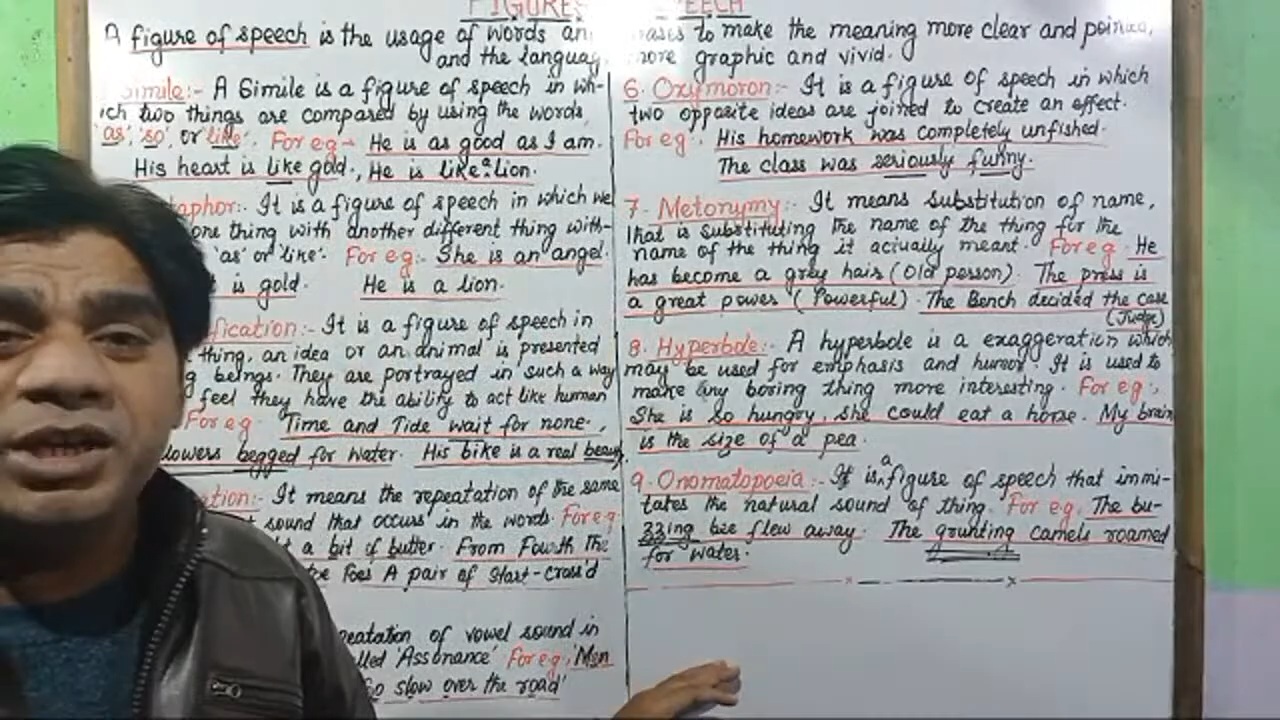 FIGURES SPEECH
A figure of speech is the usage of words an to make the meaning more clear and
and the languag more graphic and vivid.
Simile:- A Simile is a figure of speech in wh-
ich two things are compared by using the words
'as', 'so', or 'like'. For eg → He is as good as I am.
His heart is like gold., He is like a lion.
taphor:- It is a figure of speech in which we
one thing with another different thing with-
'as' or 'like'. For eg:- She is an angel.
is gold. He is a lion.
ification:- It is a figure of speech in
thing, an idea or an animal is presented
g beings. They are portrayed in such a way
feel they have the ability to act like human
For eg. Time and Tide wait for none.,
lowers begged for water. His bike is a real beauty.
ation:- It means the repeatation of the same
t sound that occurs in the words. For eg.
t a bit of butter. From Fourth The
Foes A pair of Start-cross'd
peatation of vowel sound in
lled 'Assonance' For eg., 'Men
So slow over the road'
6. Oxymoron:- It is a figure of speech in which
two opposite ideas are joined to create an effect.
For eg:. His homework was completely unfished.
The class was seriously funny.
7. Metonymy:- It means substitution of name,
that is substituting the name of the thing for the
name of the thing it actually meant. For eg. He
has become a grey hairs (Old person). The press is
a great power (Powerful). The Bench decided the case
(Judge)
8. Hyperbole:- A hyperbole is a exaggeration which
may be used for emphasis and humour. It is used to
make any boring thing more interesting. For eg.,
She is so hungry, she could eat a horse. My brain
is the size of a pea.
9. Onomatopoeia:- It is a figure of speech that immi-
tates the natural sound of thing. For eg. The bu-
zzing bee flew away. The grunting camels roamed
for water.